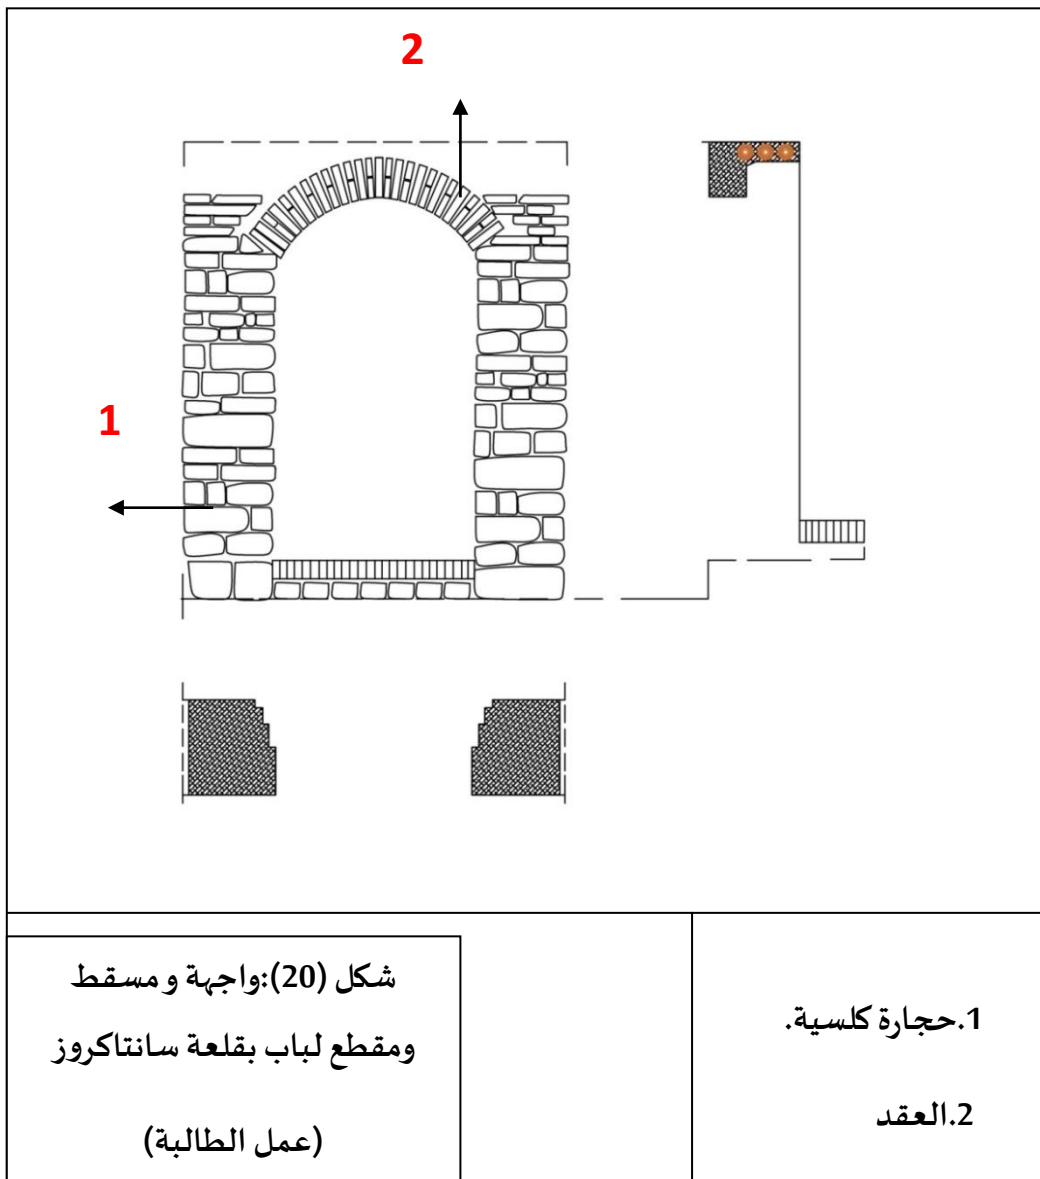 2
1
شكل (20):واجهة و مسقط
ومقطع لباب بقلعة سانتاكروز
(عمل الطالبة)
1.حجارة كلسية.
2.العقد